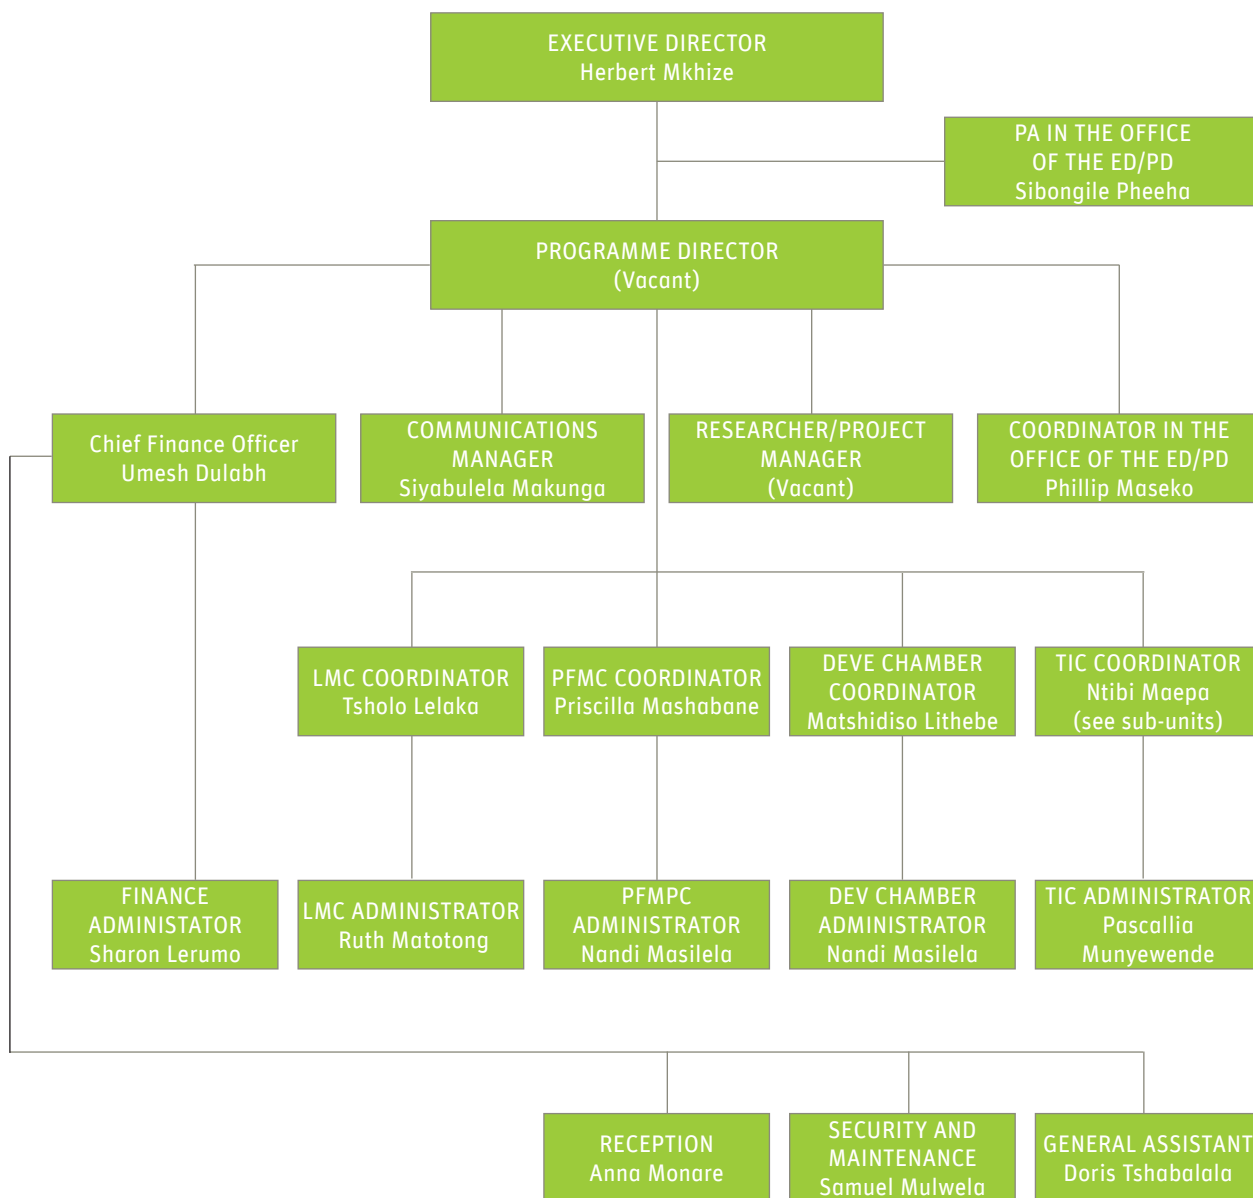 EXECUTIVE DIRECTOR
Herbert Mkhize
PA IN THE OFFICE
OF THE ED/PD
Sibongile Pheeha
PROGRAMME DIRECTOR
(Vacant)
Chief Finance Officer
Umesh Dulabh
COMMUNICATIONS
MANAGER
Siyabulela Makunga
RESEARCHER/PROJECT
MANAGER
(Vacant)
COORDINATOR IN THE
OFFICE OF THE ED/PD
Phillip Maseko
LMC COORDINATOR
Tsholo Lelaka
PFMC COORDINATOR
Priscilla Mashabane
DEVE CHAMBER
COORDINATOR
Matshidiso Lithebe
TIC COORDINATOR
Ntibi Maepa
(see sub-units)
FINANCE
ADMINISTATOR
Sharon Lerumo
LMC ADMINISTRATOR
Ruth Matotong
PFMPC
ADMINISTRATOR
Nandi Masilela
DEV CHAMBER
ADMINISTRATOR
Nandi Masilela
TIC ADMINISTRATOR
Pascallia
Munyewende
RECEPTION
Anna Monare
SECURITY AND
MAINTENANCE
Samuel Mulwela
GENERAL ASSISTANT
Doris Tshabalala